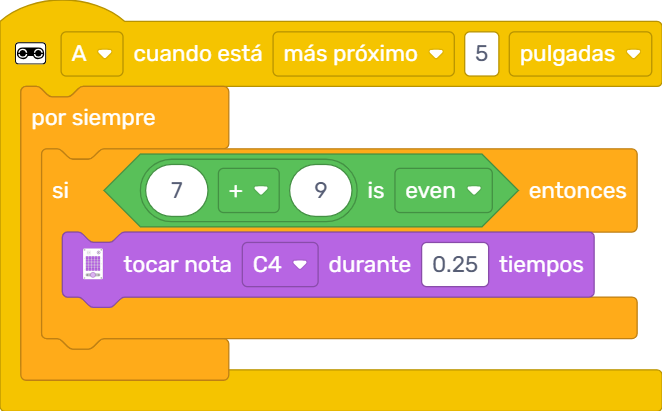 A cuando está más próximo 5 pulgadas
por siempre
si 7 + 9 is even entonces
tocar nota C4 durante 0.25 tiempos